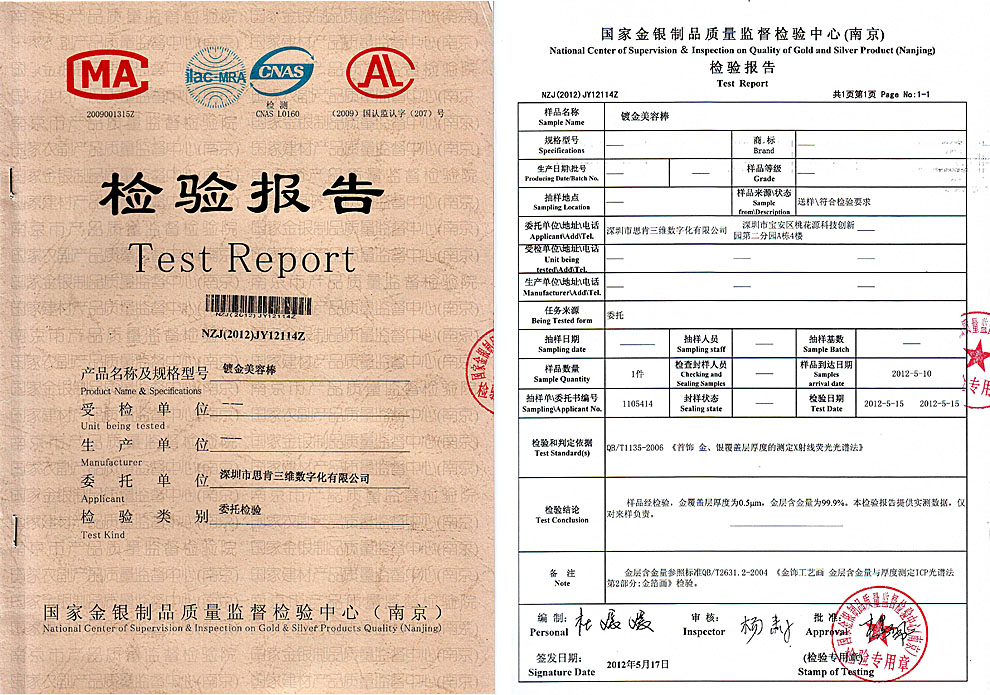 MA
2009001315Z
ilac-MRA
CNAS
检 测
CNAS L0160
AL
(2009) 国认监认字 (207) 号
检验报告
Test Report
NZJ(2012)JY12114Z
NZJ(2012)JY12114Z
产品名称及规格型号 镀金美容棒
Product Name & Specifications
受检单位 ——
Unit being tested
生产单位 ——
Manufacturer
委托单位 深圳市思肯三维数字化有限公司
Applicant
检验类别 委托检验
Test Kind
国家金银制品质量监督检验中心（南京）
National Center of Supervision & Inspection on Gold & Silver Products Quality (Nanjing)
国家金银制品质量监督检验中心(南京)
National Center of Supervision & Inspection on Quality of Gold and Silver Product (Nanjing)
检验报告
Test Report
NZJ(2012)JY12114Z 共1页第1页 Page No:1-1
样品名称 镀金美容棒
Sample Name
规格型号 —— 商.标 ——
Specifications Brand
生产日期\批号 —— —— 样品等级 ——
Producing Date/Batch No. Grade
抽样地点 —— 样品来源\状态 送样\符合检验要求
Sampling Location Sample from\Description
委托单位\地址\电话 深圳市思肯三维数字化有限公司 深圳市宝安区桃花源科技创新园第二分园A栋4楼 ——
Applicant\Add\Tel.
受检单位\地址\电话 —— —— ——
Unit being tested\Add\Tel.
生产单位\地址\电话 —— —— ——
Manufacturer\Add\Tel.
任务来源 委托
Being Tested form
抽样日期 —— 抽样人员 —— 抽样基数 ——
Sampling date Sampling staff Sample Batch
样品数量 1件 检查封样人员 —— 样品到达日期 2012-5-10
Sample Quantity Checking and Sealing Samples Samples arrival date
抽样单\委托书编号 1105414 封样状态 —— 检验日期 2012-5-15 2012-5-15
Sampling\Applicant No. Sealing state Test Date
检验和判定依据 QB/T1135-2006 《首饰 金、银覆盖层厚度的测定X射线荧光光谱法》
Test Standard(s)
检验结论 样品经检验，金覆盖层厚度为0.5μm，金层含金量为99.9%。本检验报告提供实测数据，仅
对来样负责。
Test Conclusion
备 注 金层含金量参照标准QB/T2631.2-2004 《金饰工艺画 金层含金量与厚度测定ICP光谱法
第2部分:金箔画》检验。
Note
编 制: 审 核: 批 准:
Personal Inspector Approval
签发日期: 2012年5月17日 (检验专用章)
Signature Date Stamp of Testing
检验专用章